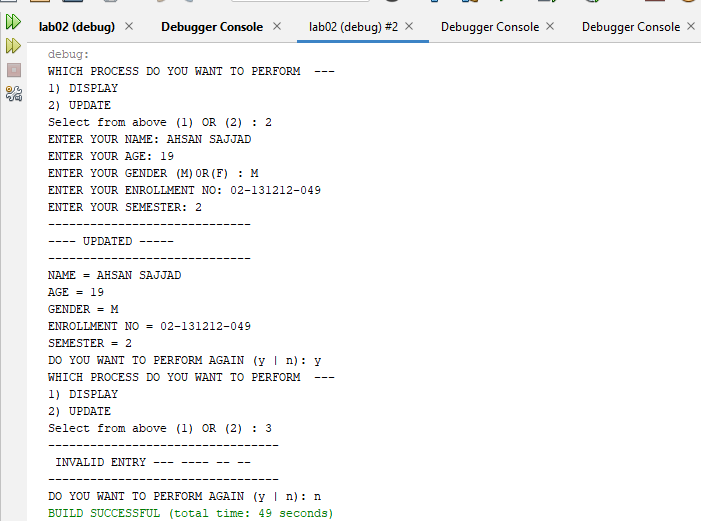 lab02 (debug) × Debugger Console × lab02 (debug) #2 × Debugger Console × Debugger Console ×
debug:
WHICH PROCESS DO YOU WANT TO PERFORM  ---
1) DISPLAY
2) UPDATE
Select from above (1) OR (2) : 2
ENTER YOUR NAME: AHSAN SAJJAD
ENTER YOUR AGE: 19
ENTER YOUR GENDER (M)OR(F) : M
ENTER YOUR ENROLLMENT NO: 02-131212-049
ENTER YOUR SEMESTER: 2
-----------------------------
---- UPDATED -----
-----------------------------
NAME = AHSAN SAJJAD
AGE = 19
GENDER = M
ENROLLMENT NO = 02-131212-049
SEMESTER = 2
DO YOU WANT TO PERFORM AGAIN (y | n): y
WHICH PROCESS DO YOU WANT TO PERFORM  ---
1) DISPLAY
2) UPDATE
Select from above (1) OR (2) : 3
---------------------------------
 INVALID ENTRY --- ---- -- --
---------------------------------
DO YOU WANT TO PERFORM AGAIN (y | n): n
BUILD SUCCESSFUL (total time: 49 seconds)